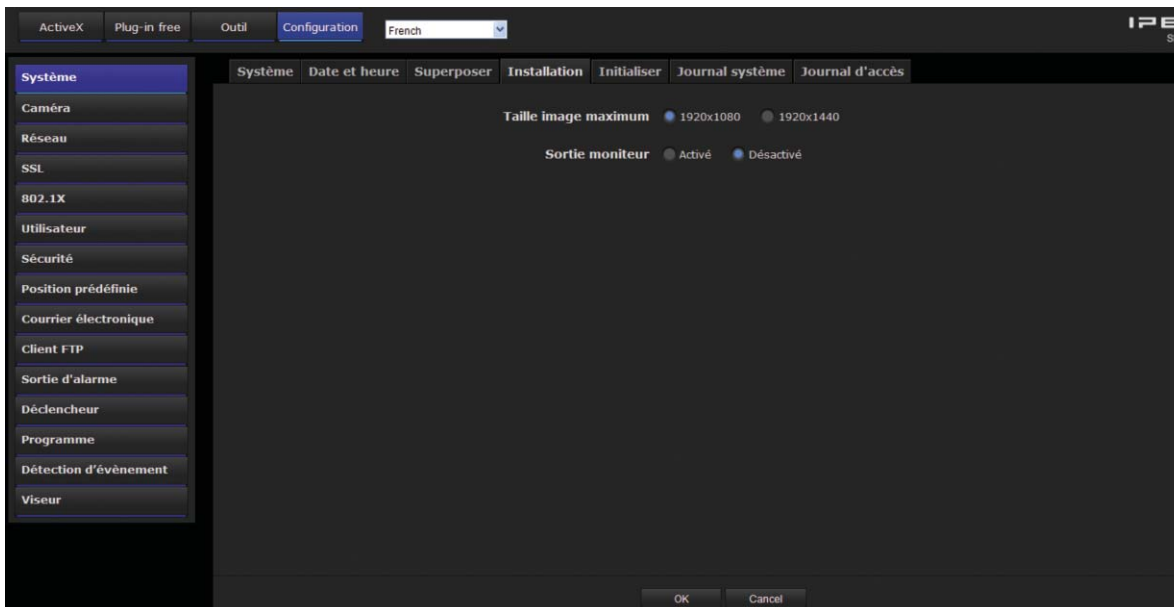 ActiveX Plug-in free Outil Configuration French
Système
Caméra
Réseau
SSL
802.1X
Utilisateur
Sécurité
Position prédéfinie
Courrier électronique
Client FTP
Sortie d'alarme
Déclencheur
Programme
Détection d'évènement
Viseur
Système Date et heure Superposer Installation Initialiser Journal système Journal d'accès
Taille image maximum 1920x1080 1920x1440
Sortie moniteur Activé Désactivé
OK Cancel